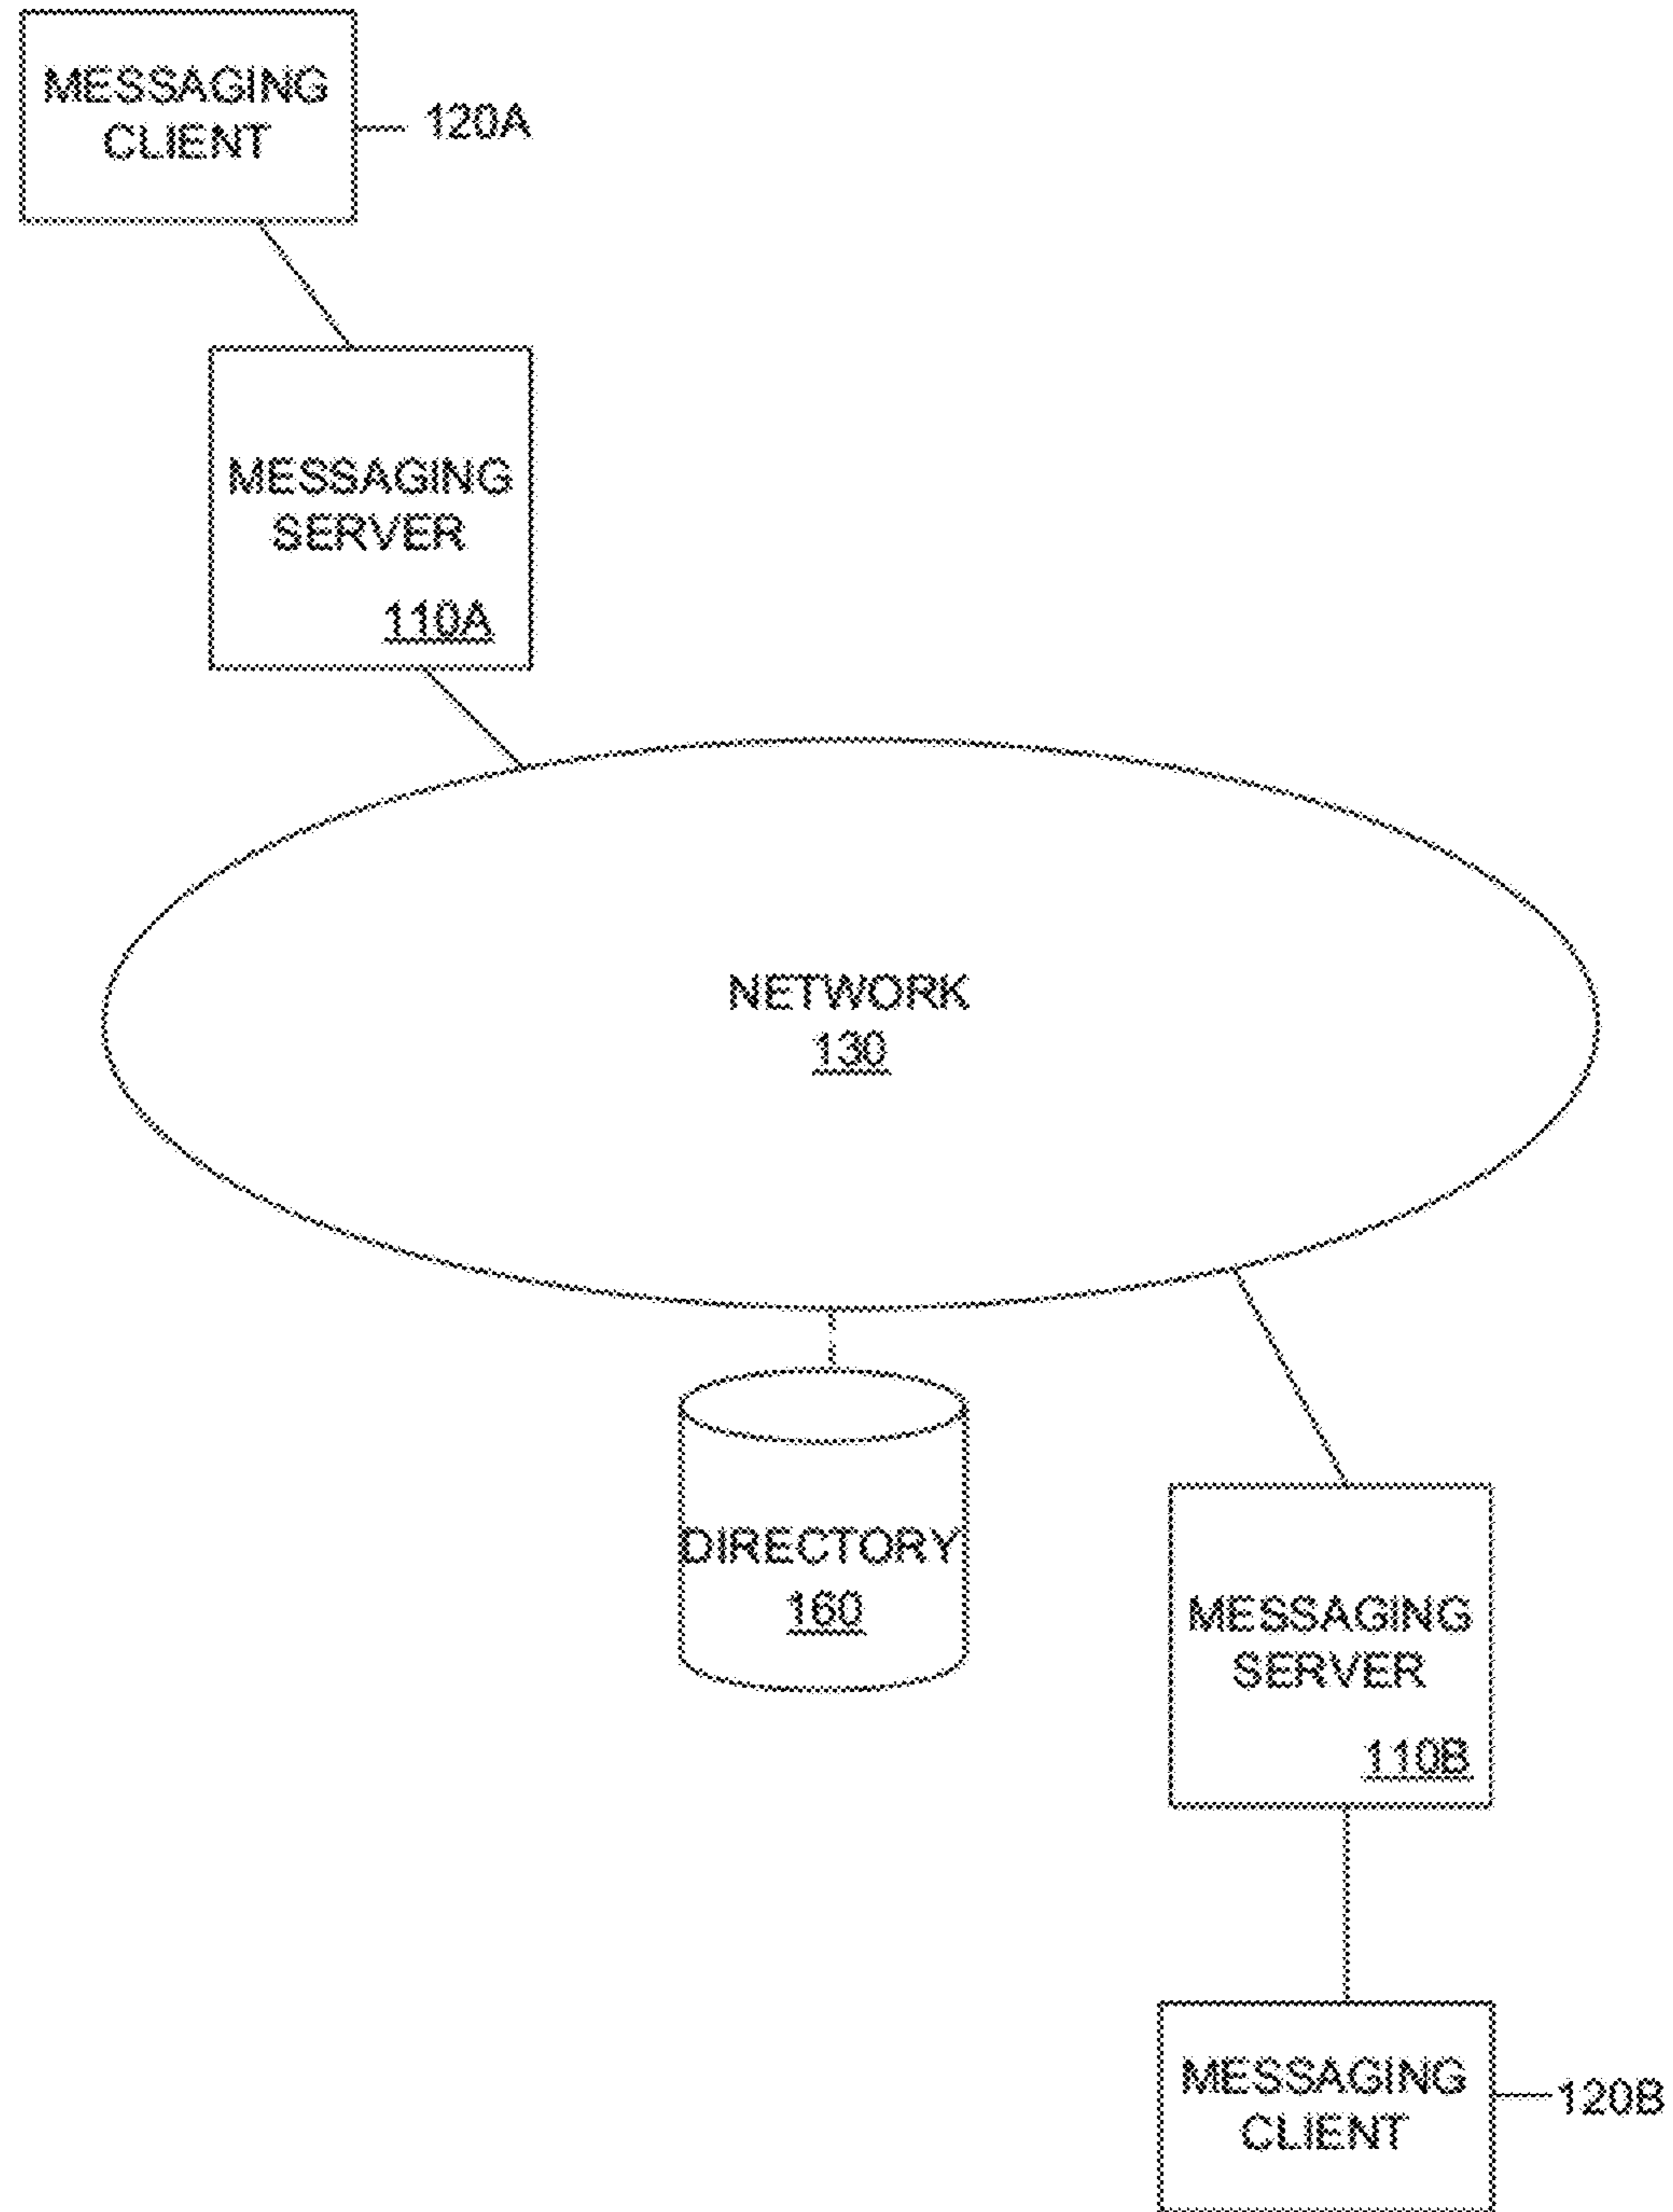 MESSAGING
CLIENT
120A
MESSAGING
SERVER
110A
NETWORK
130
DIRECTORY
160
MESSAGING
SERVER
110B
MESSAGING
CLIENT
120B